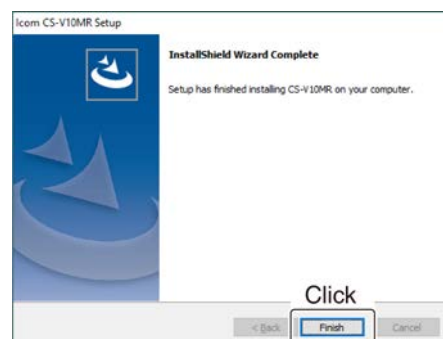 Icom CS-V10MR Setup
InstallShield Wizard Complete
Setup has finished installing CS-V10MR on your computer.
Click
< Back Finish Cancel